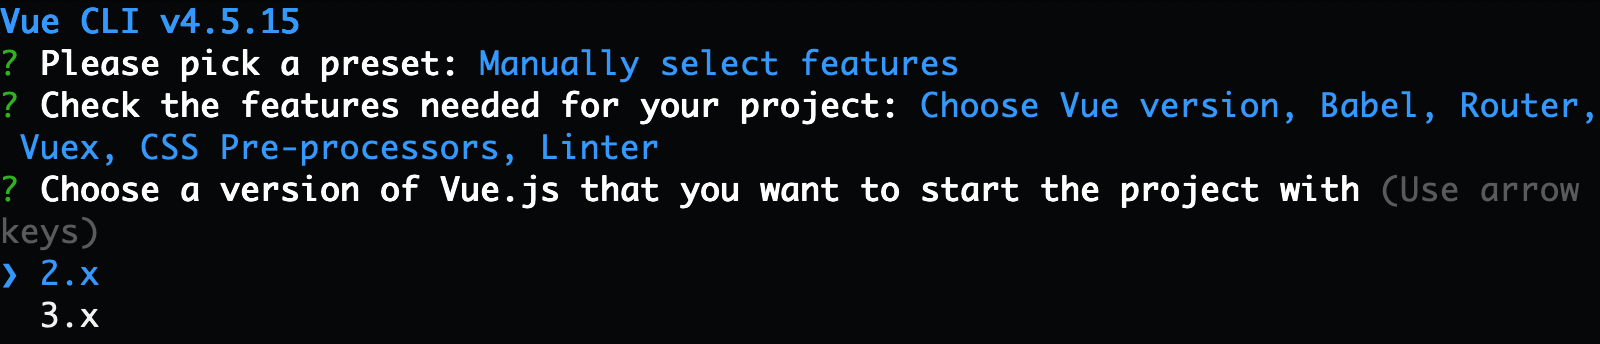 Vue CLI v4.5.15
? Please pick a preset: Manually select features
? Check the features needed for your project: Choose Vue version, Babel, Router,
 Vuex, CSS Pre-processors, Linter
? Choose a version of Vue.js that you want to start the project with (Use arrow
keys)
❯ 2.x
  3.x